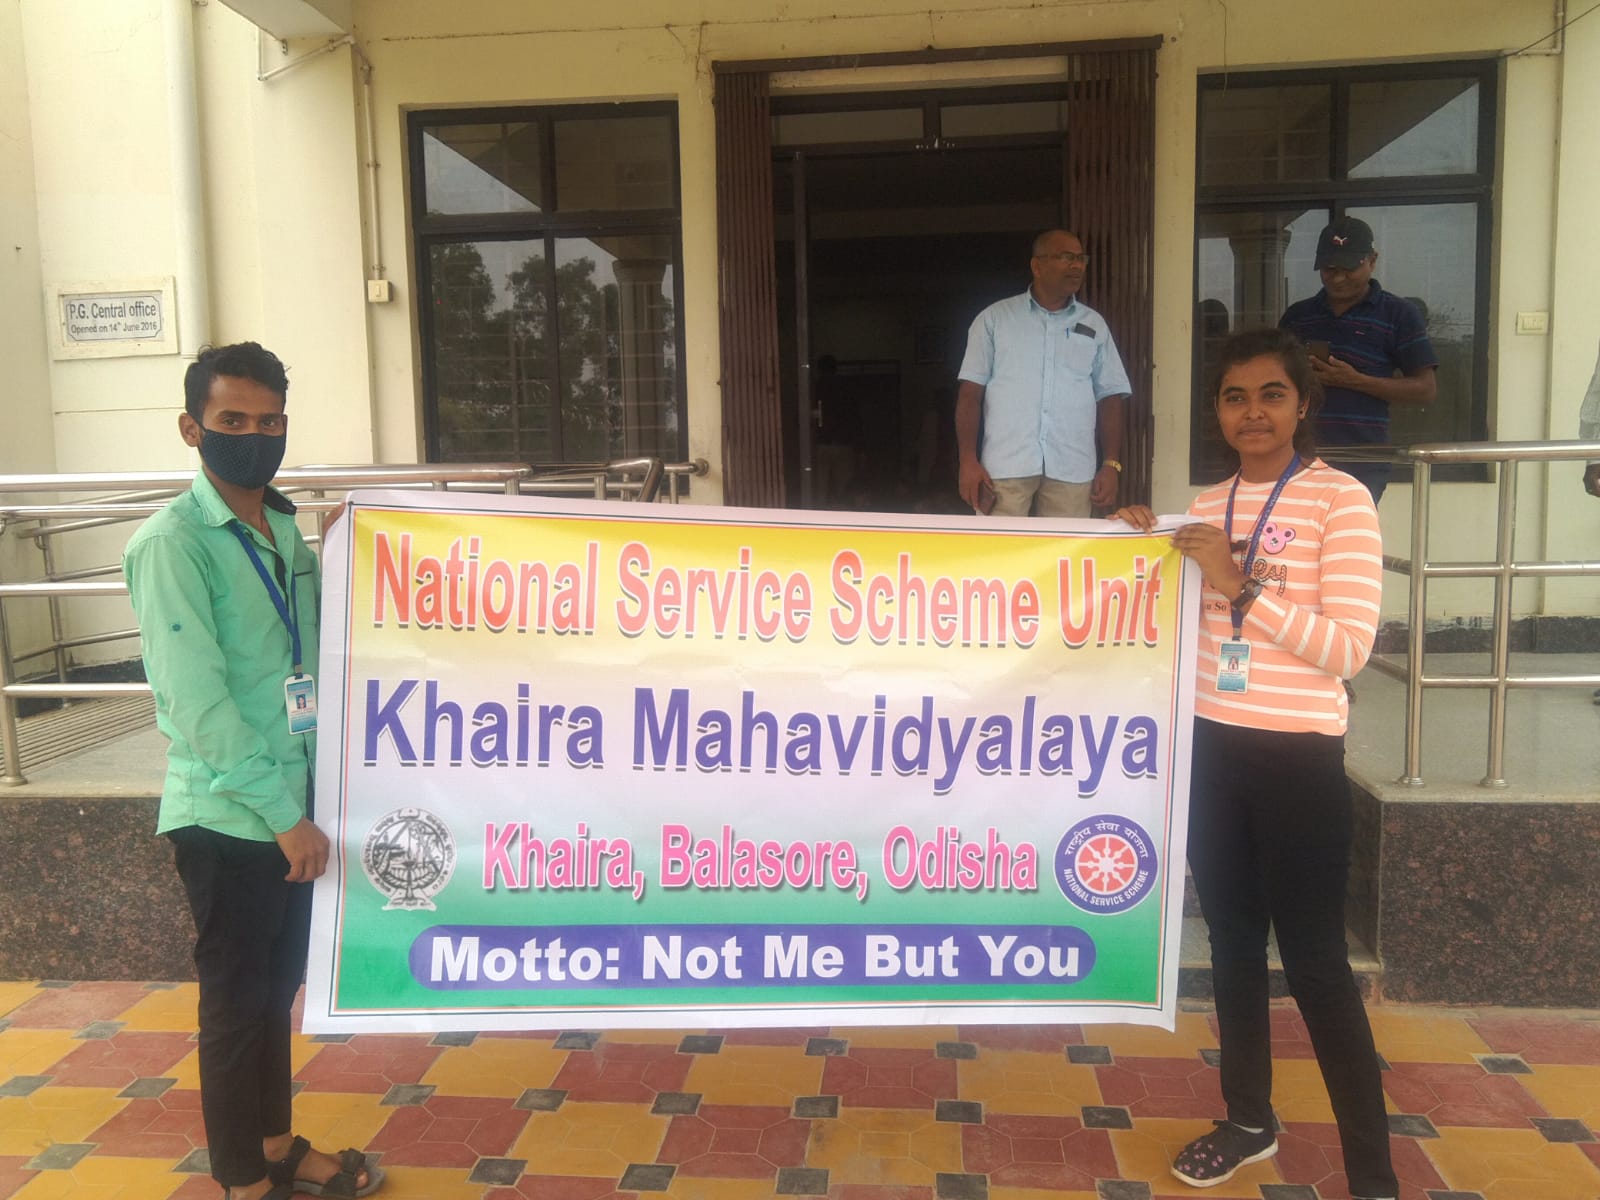 P.G. Central office
Opened on 14th June 2016
National Service Scheme Unit
Khaira Mahavidyalaya
Khaira, Balasore, Odisha
राष्ट्रीय सेवा योजना
NATIONAL SERVICE SCHEME
Motto: Not Me But You